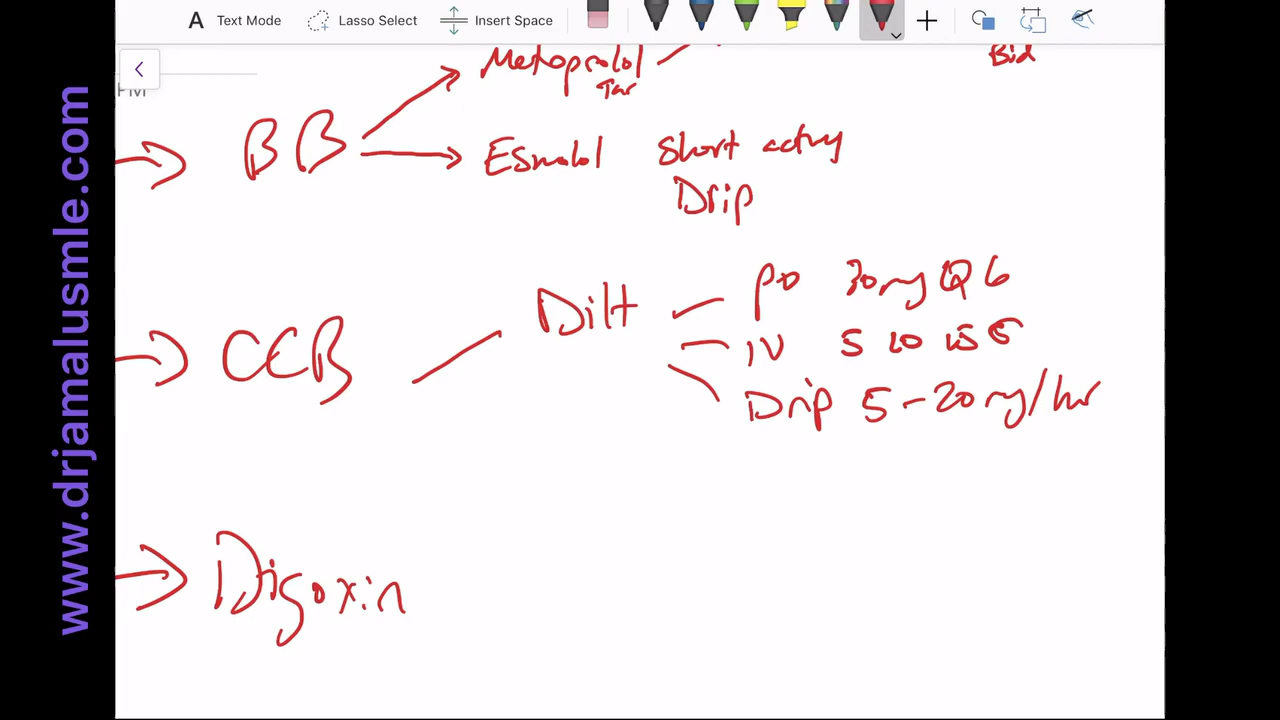 Text Mode
Lasso Select
Insert Space
PM
Metoprolol
Tar
Bid
BB
Esmolol Short acting
Drip
CCB
Dilt
PO 30mg Q6
IV 5 10 15
Drip 5-20mg/hr
Digoxin
www.drjamalusmle.com